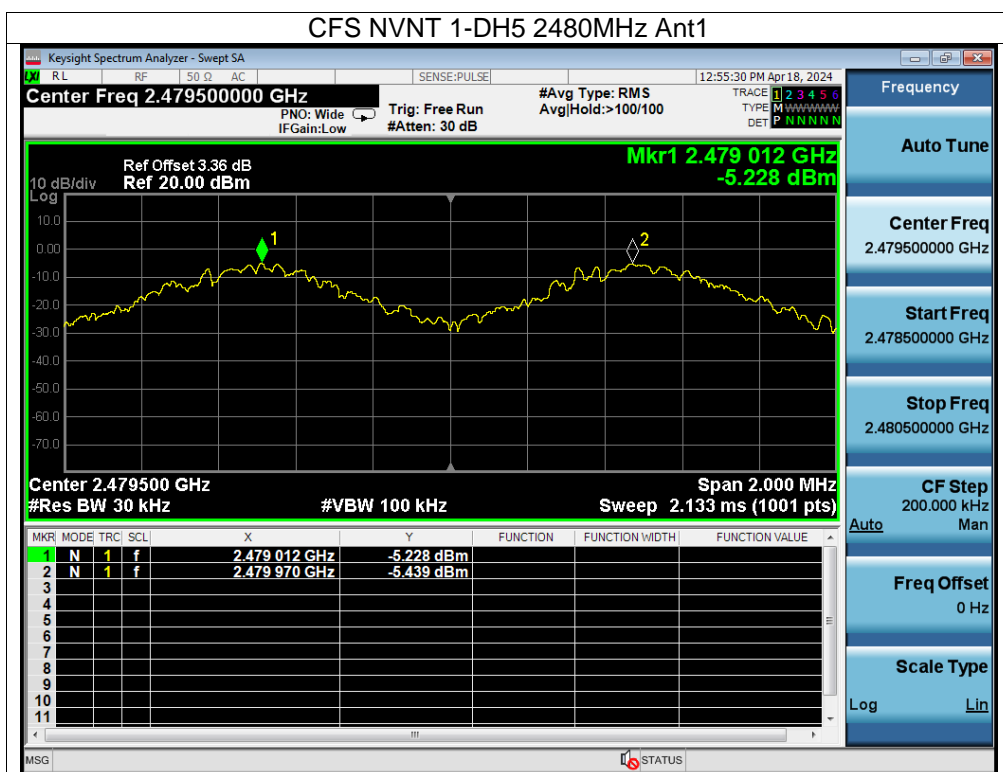 CFS NVNT 1-DH5 2480MHz Ant1
Keysight Spectrum Analyzer - Swept SA
LXI RL RF 50 Ω AC SENSE:PULSE 12:55:30 PM Apr 18, 2024
Center Freq 2.479500000 GHz #Avg Type: RMS TRACE 1 2 3 4 5 6
PNO: Wide Trig: Free Run Avg|Hold:>100/100 TYPE M WWWWW
IFGain:Low #Atten: 30 dB DET P N N N N N
Mkr1 2.479 012 GHz
-5.228 dBm
Ref Offset 3.36 dB
10 dB/div Ref 20.00 dBm
Log
10.0
0.00
-10.0
-20.0
-30.0
-40.0
-50.0
-60.0
-70.0
1
2
Center 2.479500 GHz Span 2.000 MHz
#Res BW 30 kHz #VBW 100 kHz Sweep 2.133 ms (1001 pts)
MKR MODE TRC SCL X Y FUNCTION FUNCTION WIDTH FUNCTION VALUE
1 N 1 f 2.479 012 GHz -5.228 dBm
2 N 1 f 2.479 970 GHz -5.439 dBm
3
4
5
6
7
8
9
10
11
MSG STATUS
Frequency
Auto Tune
Center Freq
2.479500000 GHz
Start Freq
2.478500000 GHz
Stop Freq
2.480500000 GHz
CF Step
200.000 kHz
Auto Man
Freq Offset
0 Hz
Scale Type
Log Lin